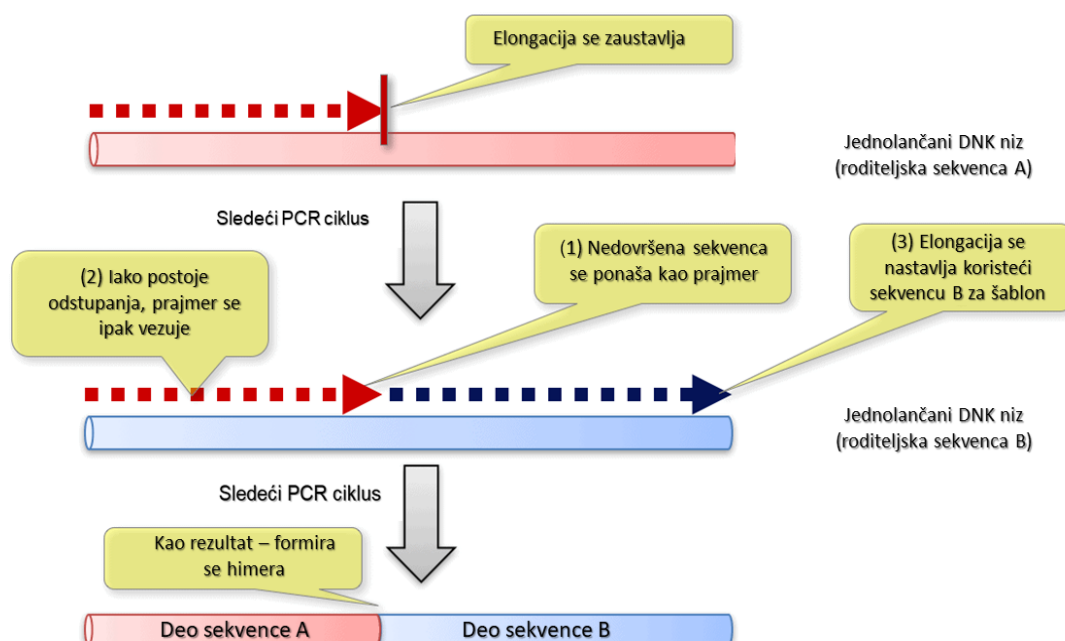 Elongacija se zaustavlja
Jednolančani DNK niz
(roditeljska sekvenca A)
Sledeći PCR ciklus
(2) Iako postoje
odstupanja, prajmer se
ipak vezuje
(1) Nedovršena sekvenca
se ponaša kao prajmer
(3) Elongacija se
nastavlja koristeći
sekvencu B za šablon
Jednolančani DNK niz
(roditeljska sekvenca B)
Sledeći PCR ciklus
Kao rezultat – formira
se himera
Deo sekvence A
Deo sekvence B